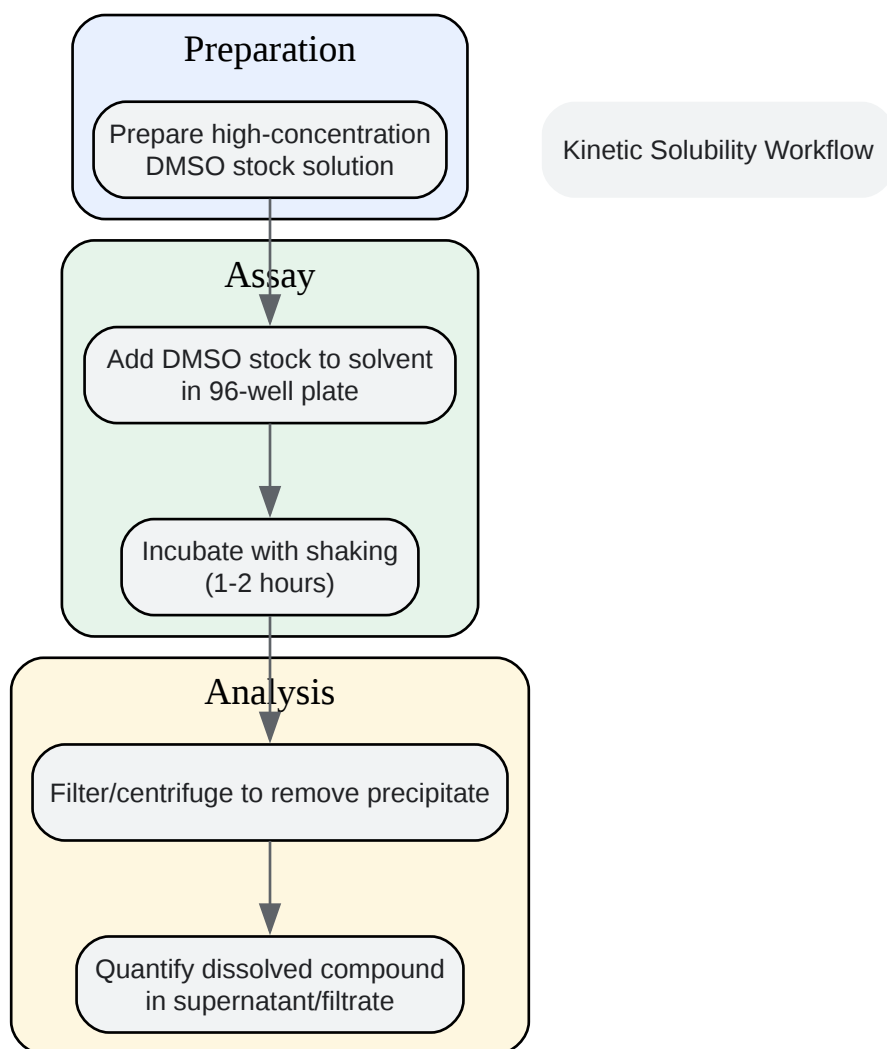 Preparation
Prepare high-concentration
DMSO stock solution
Kinetic Solubility Workflow
Assay
Add DMSO stock to solvent
in 96-well plate
Incubate with shaking
(1-2 hours)
Analysis
Filter/centrifuge to remove precipitate
Quantify dissolved compound
in supernatant/filtrate